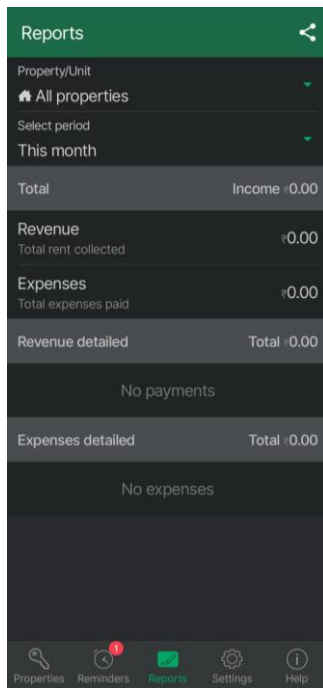 Reports
Property/Unit
All properties
Select period
This month
Total Income ₹0.00
Revenue
Total rent collected
₹0.00
Expenses
Total expenses paid
₹0.00
Revenue detailed Total ₹0.00
No payments
Expenses detailed Total ₹0.00
No expenses
1
Properties Reminders Reports Settings Help